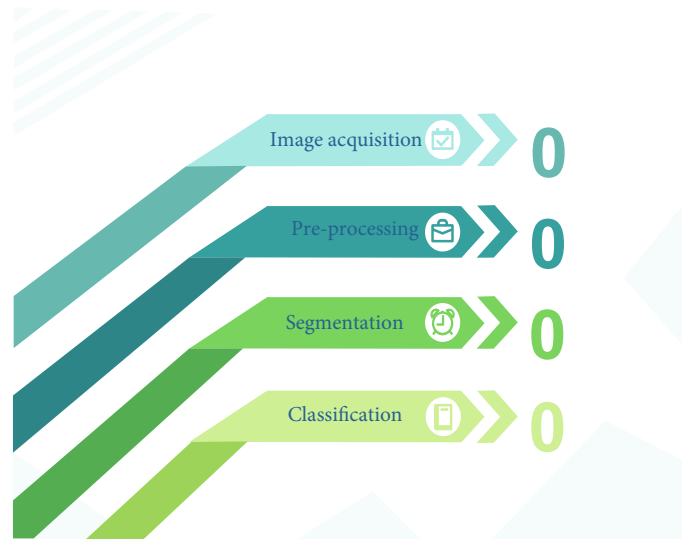 Image acquisition 0
Pre-processing 0
Segmentation 0
Classification 0